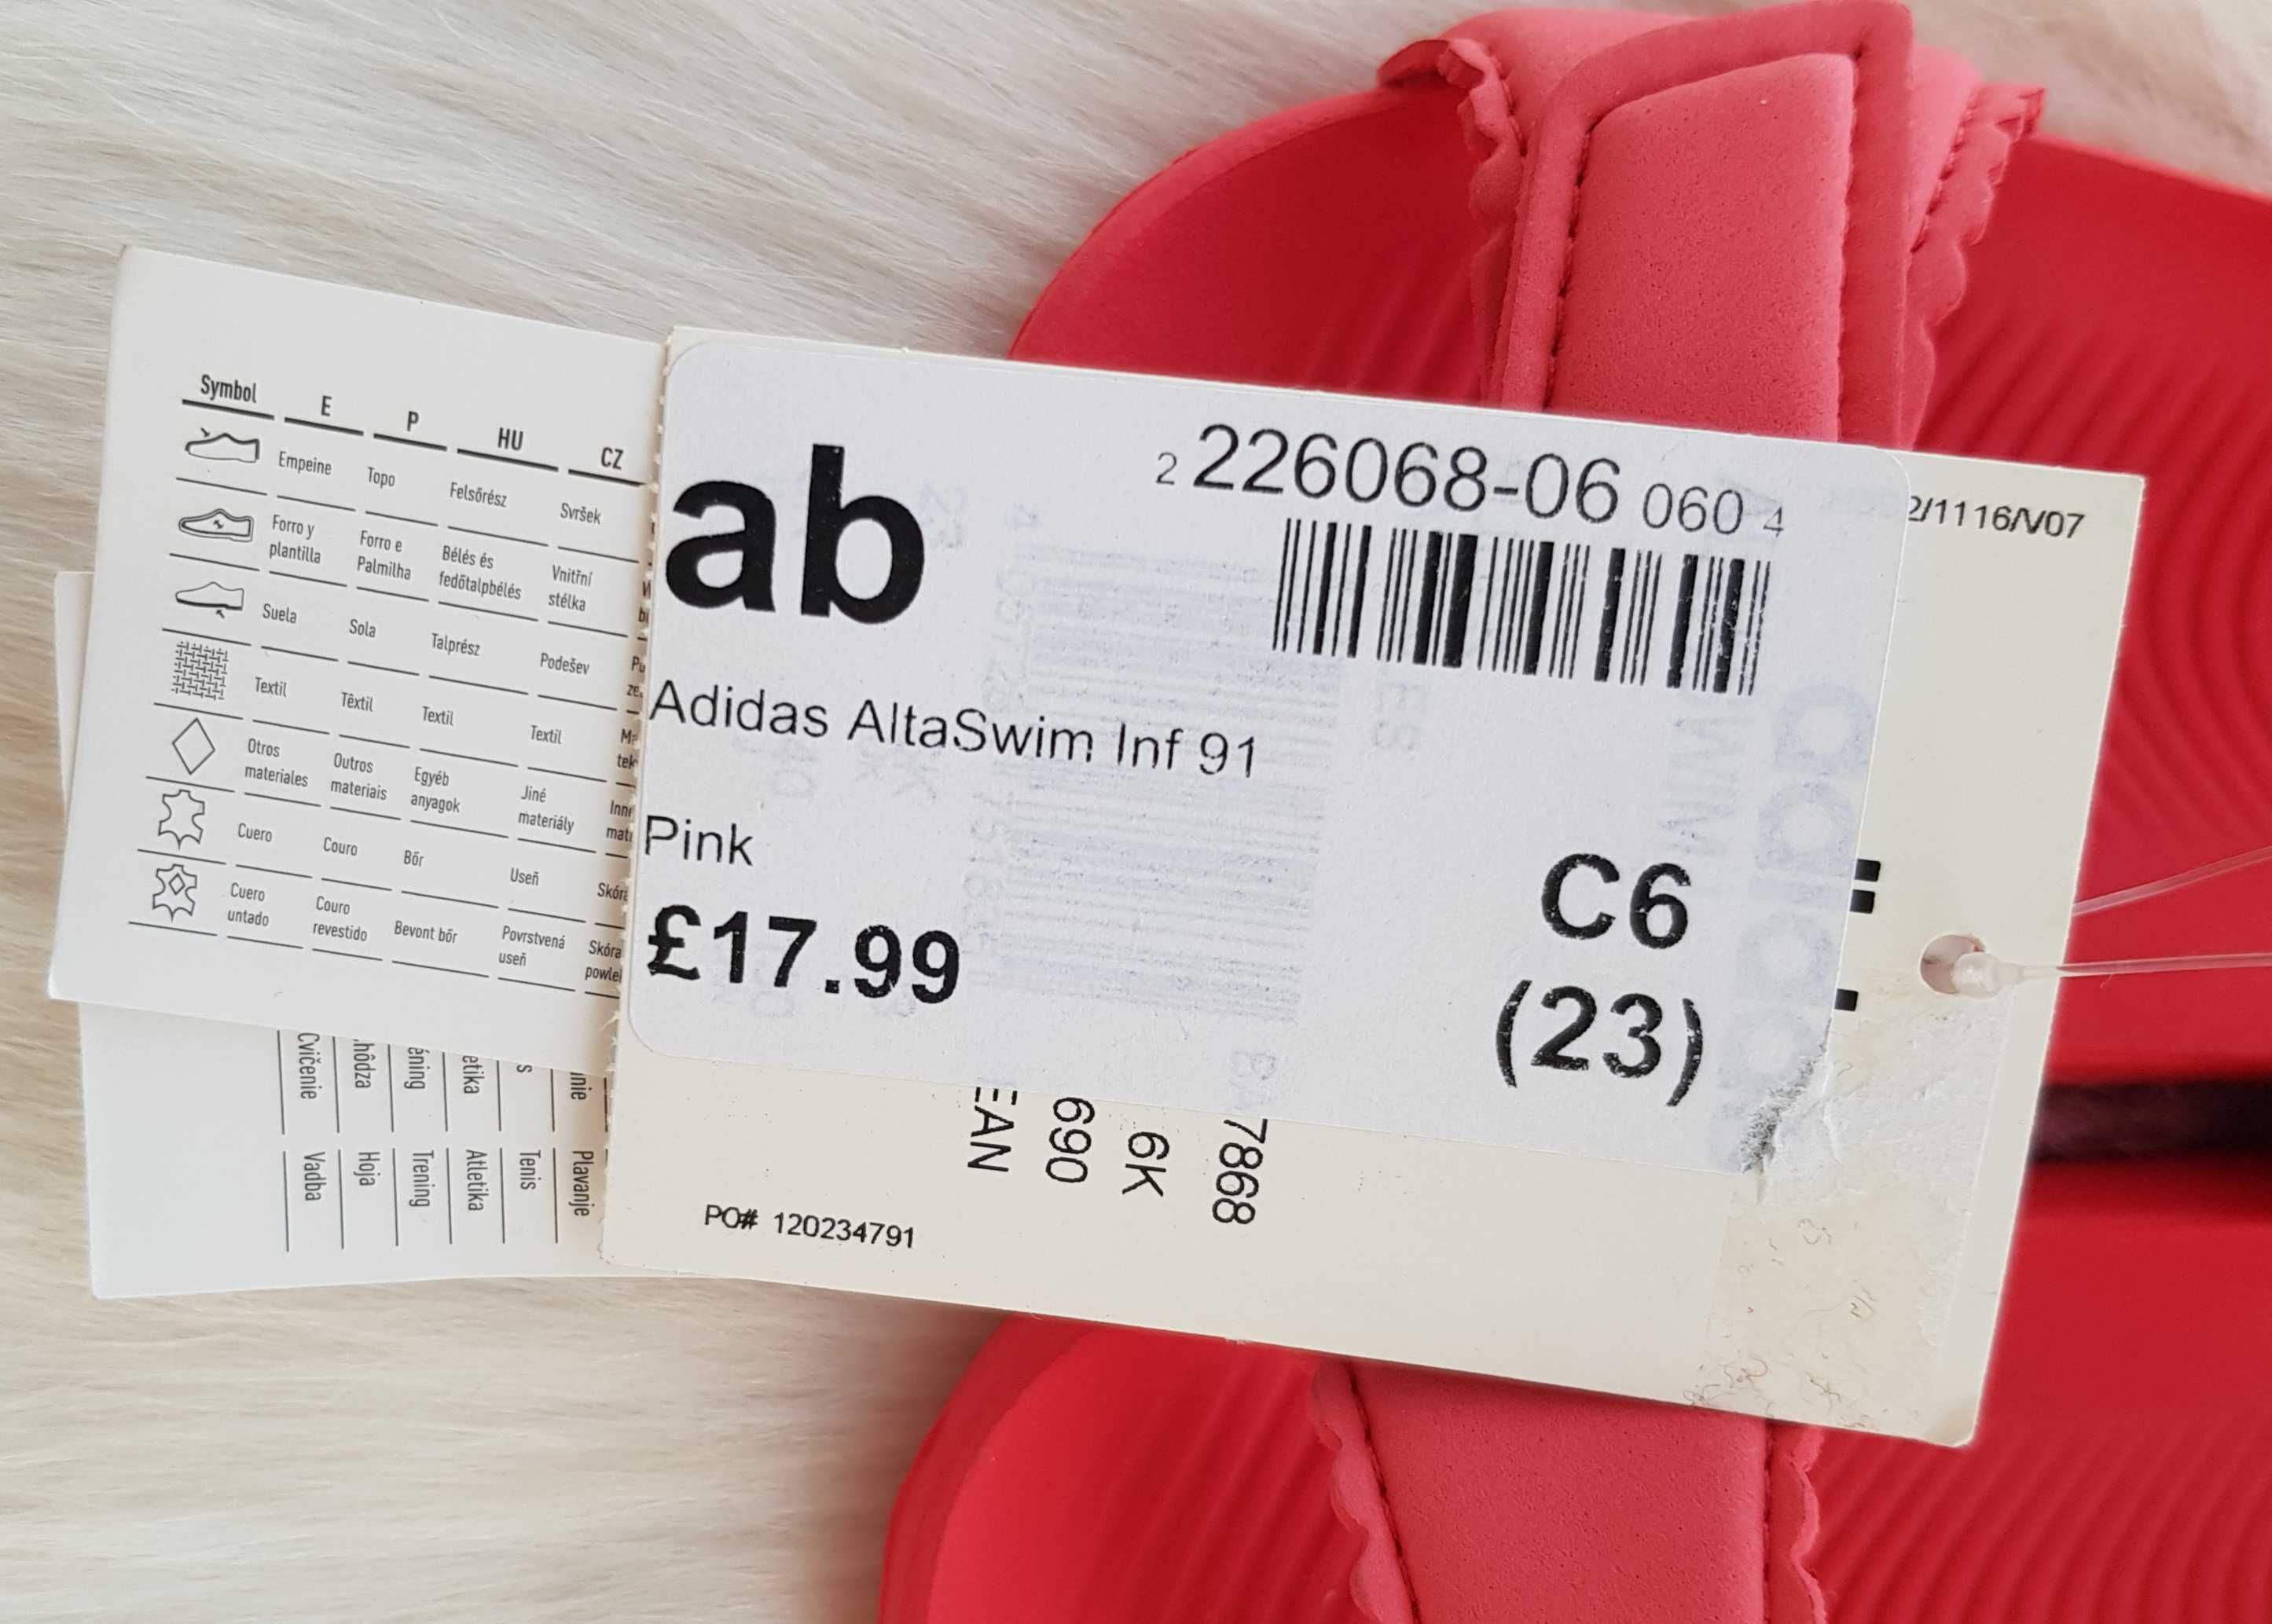 Symbol E P HU CZ
Empeine Topo Felsőrész Svršek
Forro y plantilla Forro e Palmilha Bélés és fedőtalpbélés Vnitřní stélka
Suela Sola Talprész Podešev
Textil Têxtil Textil Textil
Otros materiales Outros materiais Egyéb anyagok Jiné materiály
Cuero Couro Bőr Useň
Cuero untado Couro revestido Bevont bőr Povrstvená useň
ab
2 226068-06 060 4
Adidas AltaSwim Inf 91
Pink
£17.99
C6
(23)
2/1116/V07
7868
6K
690
EAN
PO# 120234791
Cvičenie Vadba
Hoja
Trening
Atletika
Tenis
Plavanje